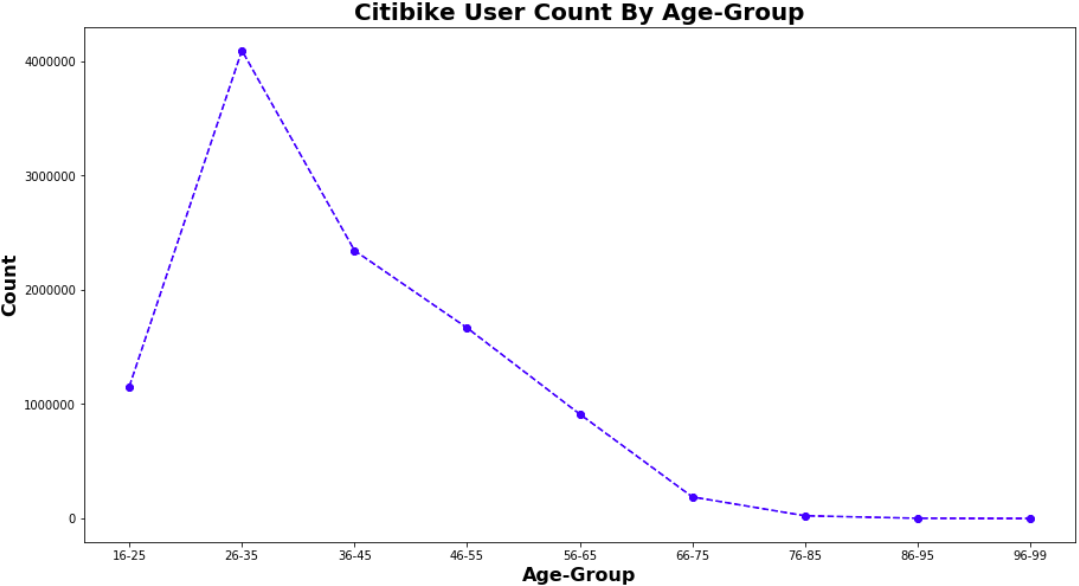 Citibike User Count By Age-Group
Count
4000000
3000000
2000000
1000000
0
16-25 26-35 36-45 46-55 56-65 66-75 76-85 86-95 96-99
Age-Group